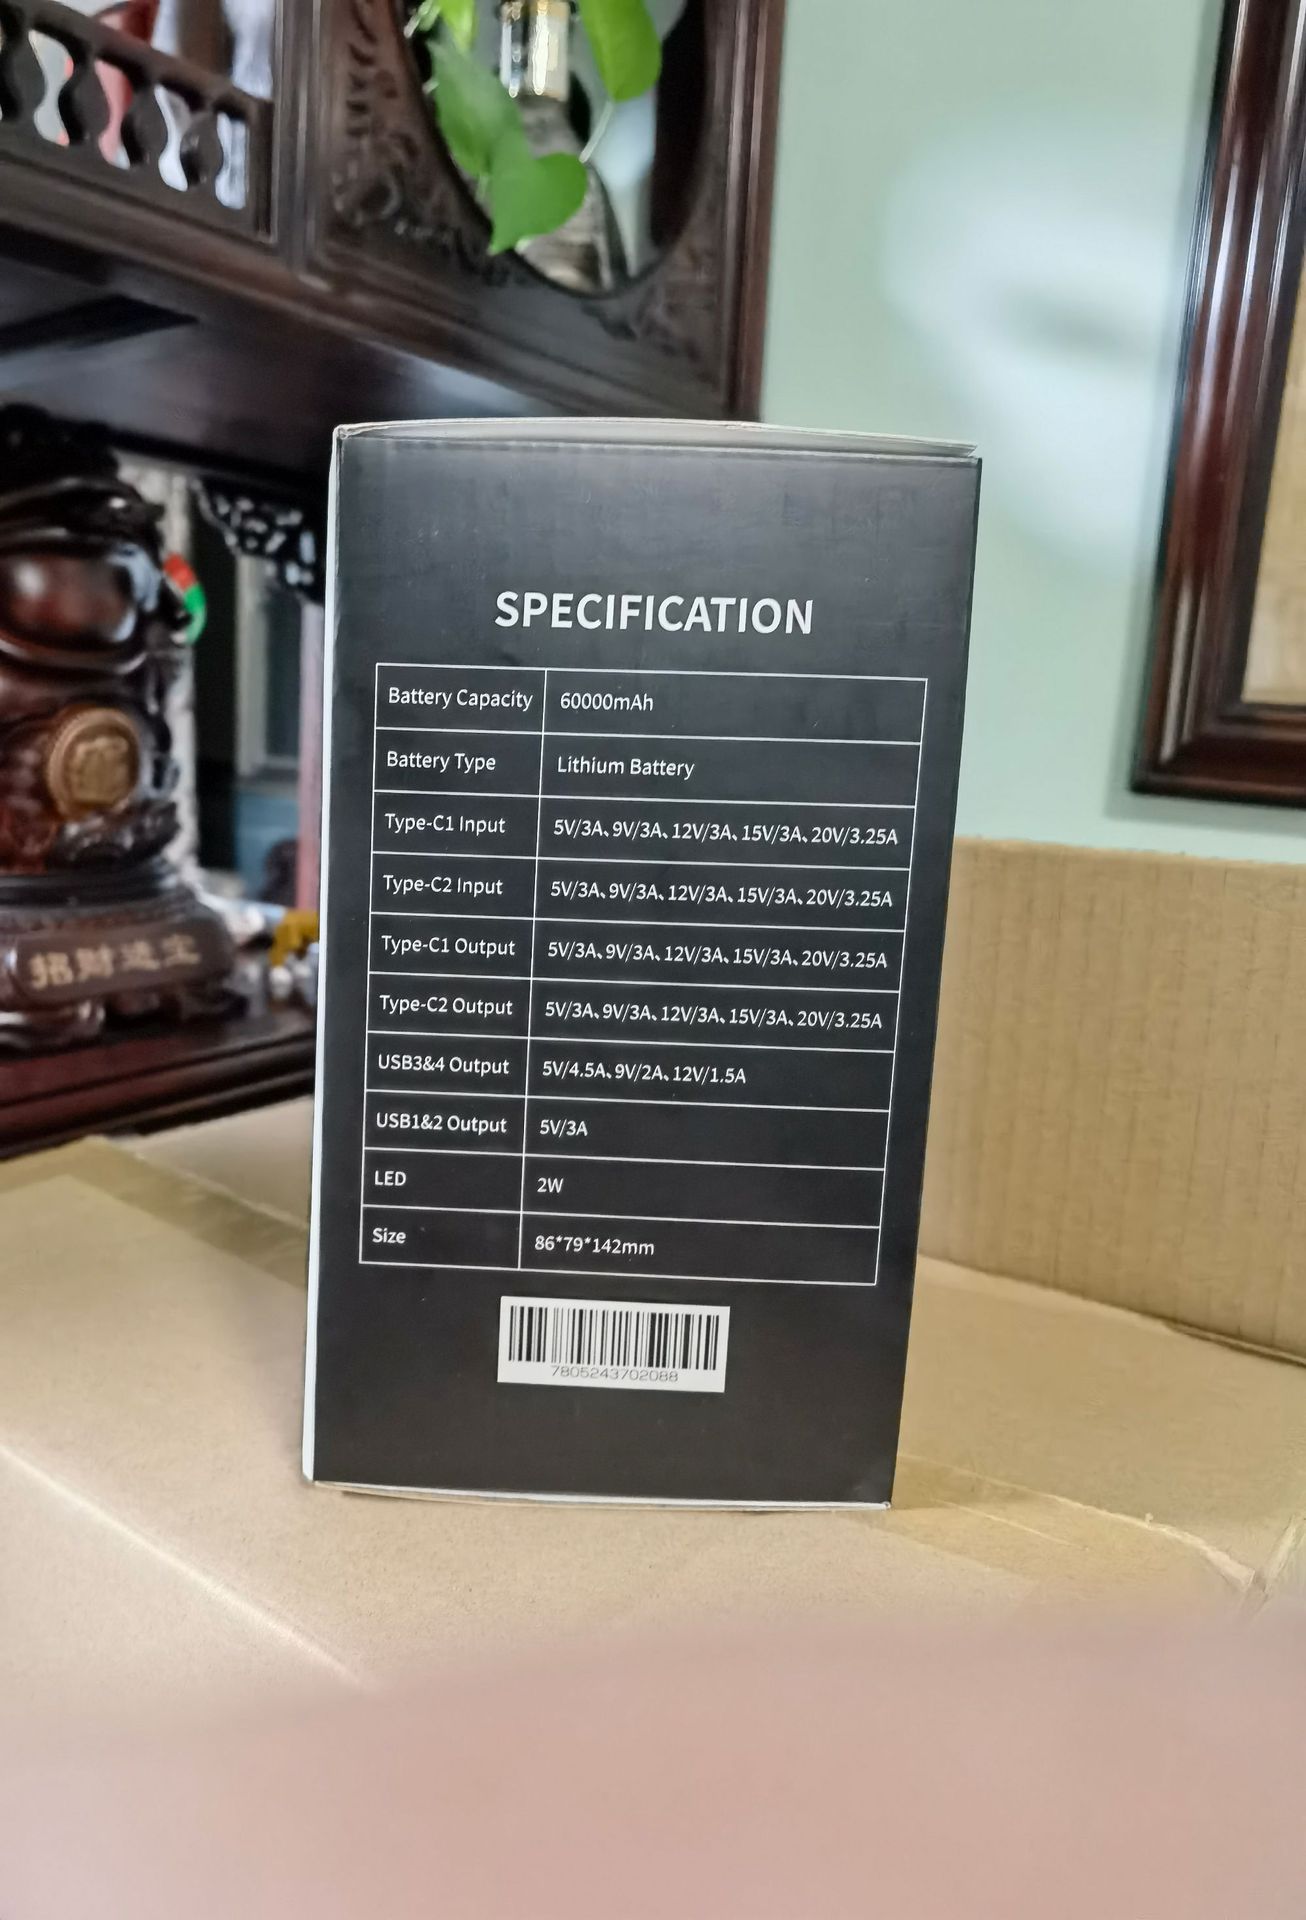 SPECIFICATION
Battery Capacity 60000mAh
Battery Type Lithium Battery
Type-C1 Input 5V/3A、9V/3A、12V/3A、15V/3A、20V/3.25A
Type-C2 Input 5V/3A、9V/3A、12V/3A、15V/3A、20V/3.25A
Type-C1 Output 5V/3A、9V/3A、12V/3A、15V/3A、20V/3.25A
Type-C2 Output 5V/3A、9V/3A、12V/3A、15V/3A、20V/3.25A
USB3&4 Output 5V/4.5A、9V/2A、12V/1.5A
USB1&2 Output 5V/3A
LED 2W
Size 86*79*142mm
7805243702088
招财进宝